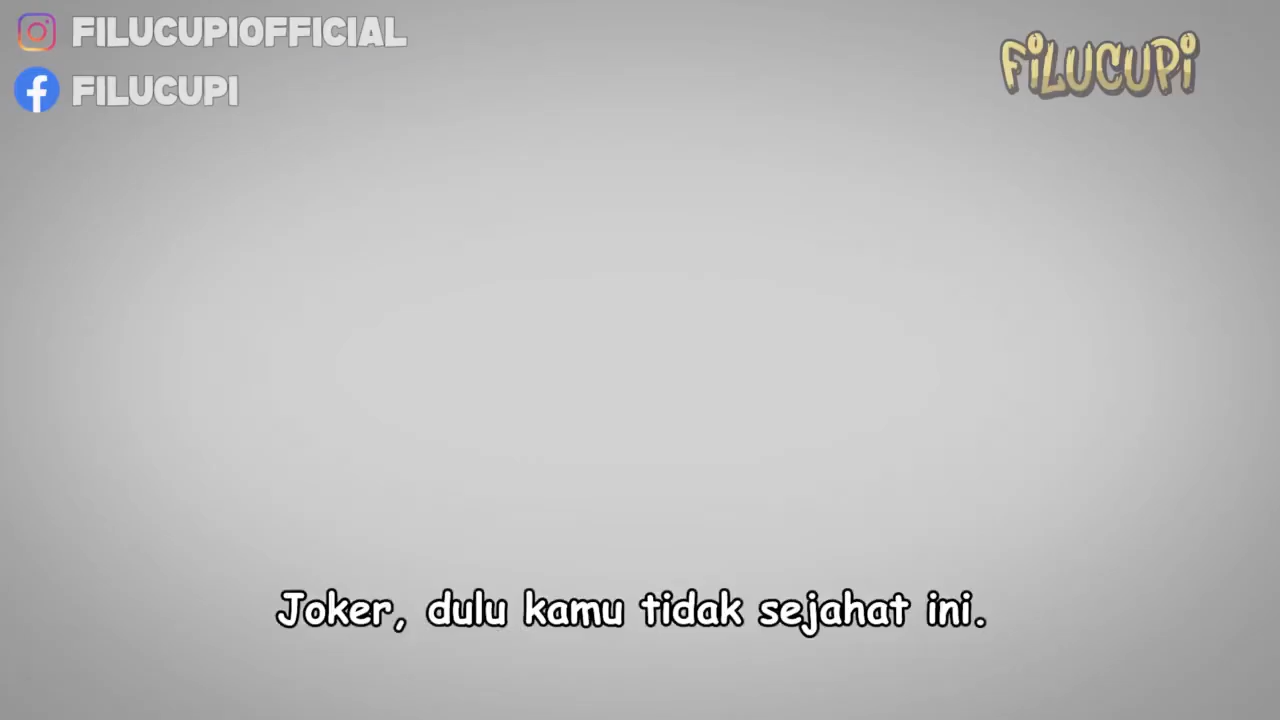 FILUCUPIOFFICIAL
FILUCUPI
FiLUCUPi
Joker, dulu kamu tidak sejahat ini.